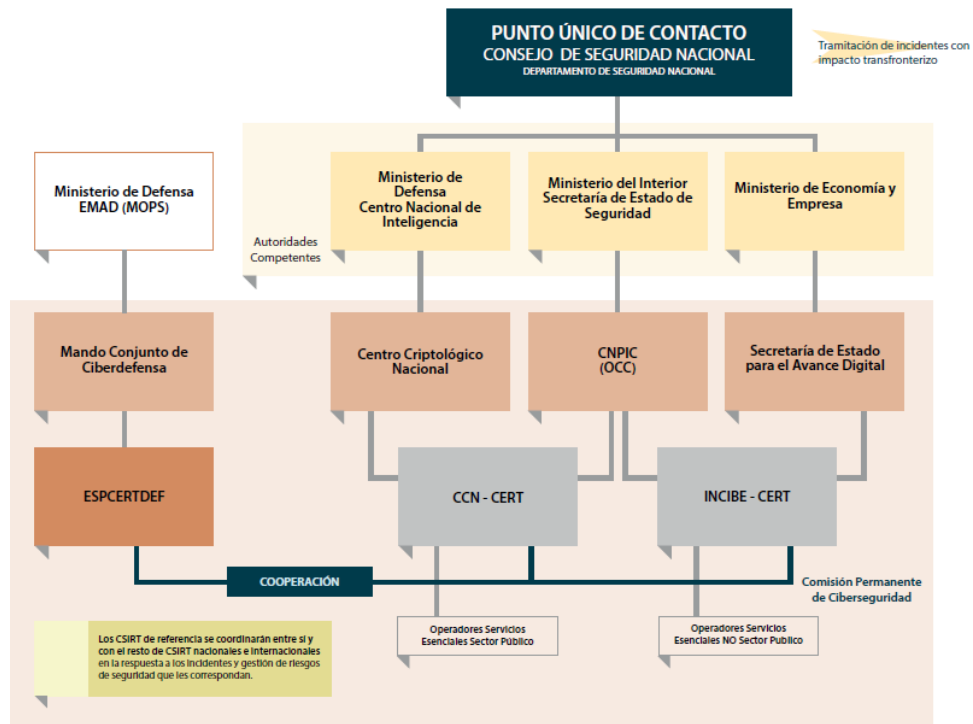 PUNTO ÚNICO DE CONTACTO
CONSEJO DE SEGURIDAD NACIONAL
DEPARTAMENTO DE SEGURIDAD NACIONAL
Tramitación de incidentes con
impacto transfronterizo
Ministerio de Defensa
EMAD (MOPS)
Ministerio de
Defensa
Centro Nacional de
Inteligencia
Ministerio del Interior
Secretaría de Estado de
Seguridad
Ministerio de Economía y
Empresa
Autoridades
Competentes
Mando Conjunto de
Ciberdefensa
Centro Criptológico
Nacional
CNPIC
(OCC)
Secretaría de Estado
para el Avance Digital
ESPCERTDEF
CCN - CERT
INCIBE - CERT
COOPERACIÓN
Comisión Permanente
de Ciberseguridad
Operadores Servicios
Esenciales Sector Público
Operadores Servicios
Esenciales NO Sector Publico
Los CSIRT de referencia se coordinarán entre si y
con el resto de CSIRT nacionales e internacionales
en la respuesta a los incidentes y gestión de riesgos
de seguridad que les correspondan.